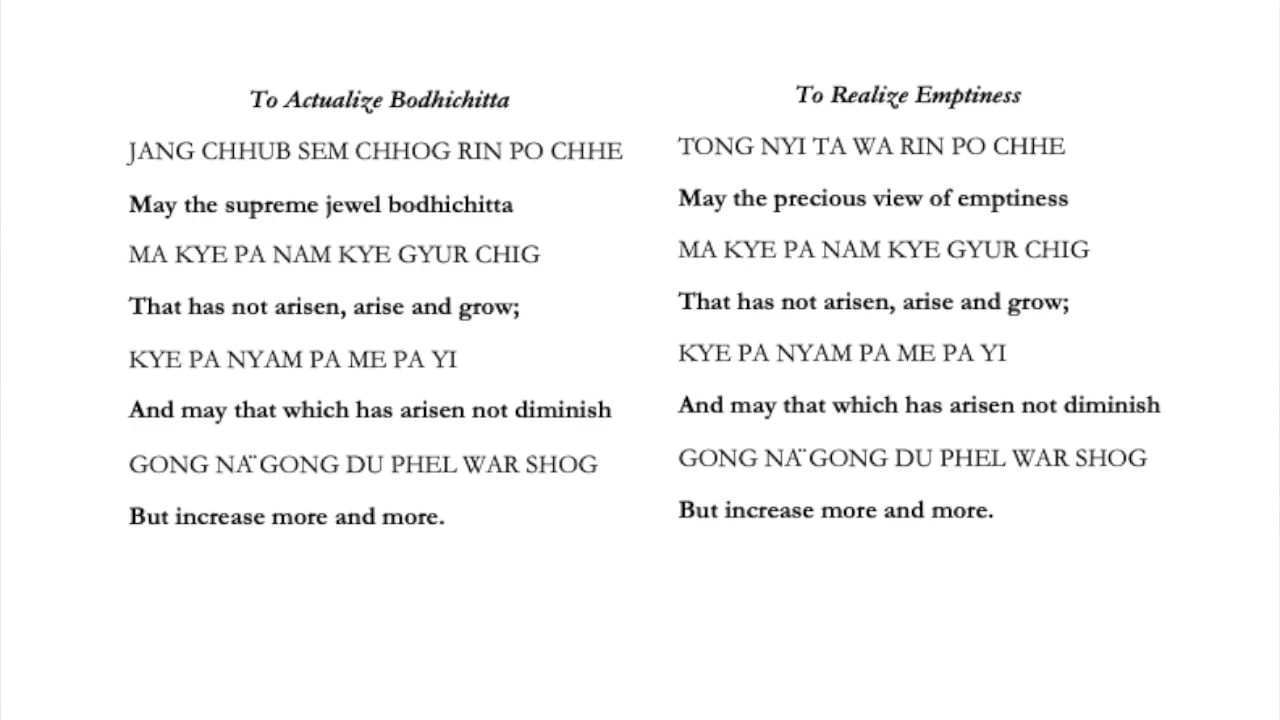 To Actualize Bodhichitta
JANG CHHUB SEM CHHOG RIN PO CHHE
May the supreme jewel bodhichitta
MA KYE PA NAM KYE GYUR CHIG
That has not arisen, arise and grow;
KYE PA NYAM PA ME PA YI
And may that which has arisen not diminish
GONG NA¨ GONG DU PHEL WAR SHOG
But increase more and more.
To Realize Emptiness
TONG NYI TA WA RIN PO CHHE
May the precious view of emptiness
MA KYE PA NAM KYE GYUR CHIG
That has not arisen, arise and grow;
KYE PA NYAM PA ME PA YI
And may that which has arisen not diminish
GONG NA¨ GONG DU PHEL WAR SHOG
But increase more and more.